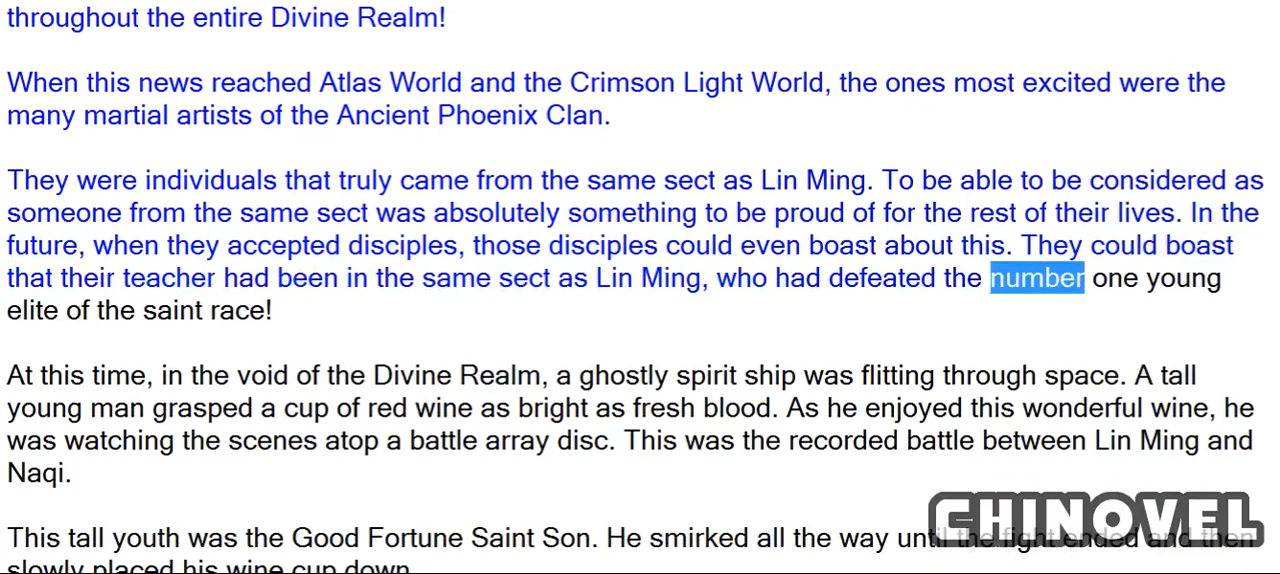 throughout the entire Divine Realm!
When this news reached Atlas World and the Crimson Light World, the ones most excited were the
many martial artists of the Ancient Phoenix Clan.
They were individuals that truly came from the same sect as Lin Ming. To be able to be considered as
someone from the same sect was absolutely something to be proud of for the rest of their lives. In the
future, when they accepted disciples, those disciples could even boast about this. They could boast
that their teacher had been in the same sect as Lin Ming, who had defeated the number one young
elite of the saint race!
At this time, in the void of the Divine Realm, a ghostly spirit ship was flitting through space. A tall
young man grasped a cup of red wine as bright as fresh blood. As he enjoyed this wonderful wine, he
was watching the scenes atop a battle array disc. This was the recorded battle between Lin Ming and
Naqi.
This tall youth was the Good Fortune Saint Son. He smirked all the way until the fight ended and then
slowly placed his wine cup down.
CHINOVEL